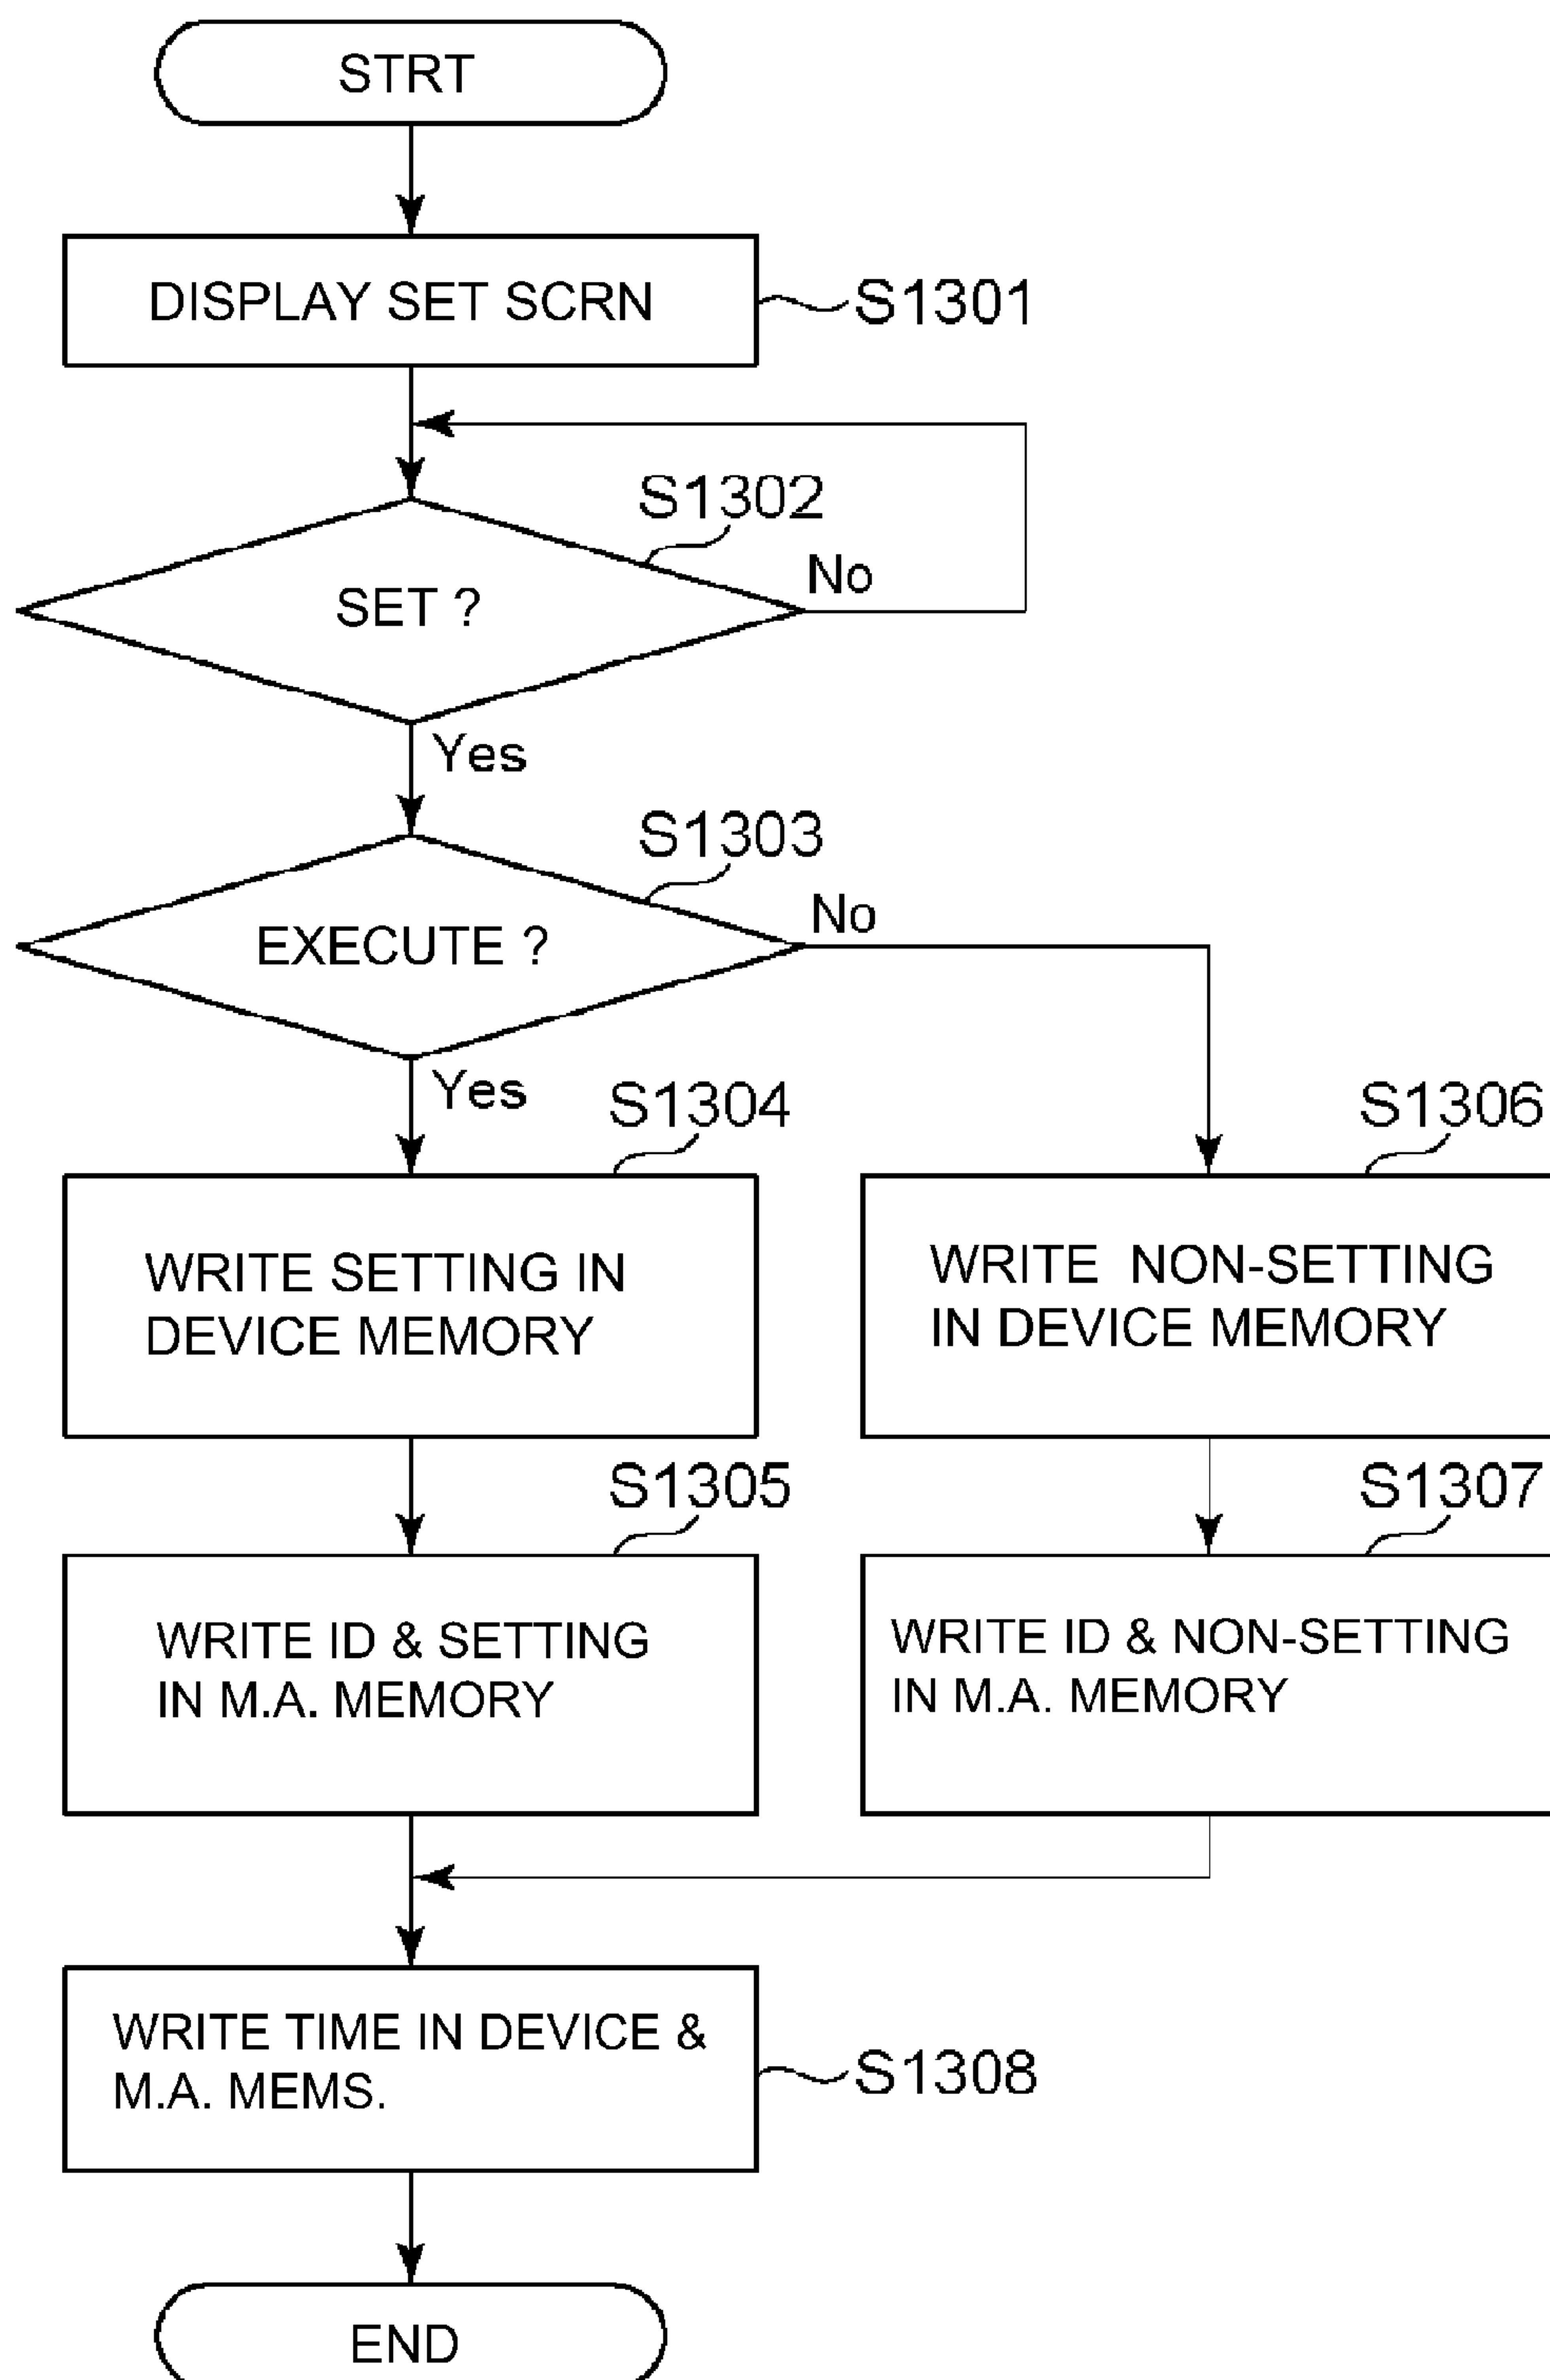 STRT
DISPLAY SET SCRN
S1301
S1302
SET ?
No
Yes
S1303
EXECUTE ?
No
Yes
S1304
WRITE SETTING IN
DEVICE MEMORY
S1306
WRITE NON-SETTING
IN DEVICE MEMORY
S1305
WRITE ID & SETTING
IN M.A. MEMORY
S1307
WRITE ID & NON-SETTING
IN M.A. MEMORY
WRITE TIME IN DEVICE &
M.A. MEMS.
S1308
END